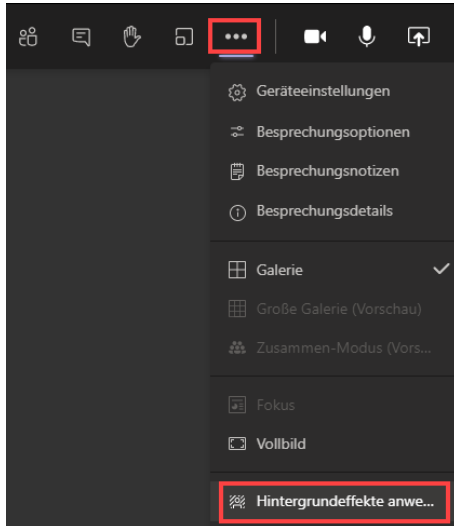 Geräteeinstellungen
Besprechungsoptionen
Besprechungsnotizen
Besprechungsdetails
Galerie
Große Galerie (Vorschau)
Zusammen-Modus (Vors...
Fokus
Vollbild
Hintergrundeffekte anwe...